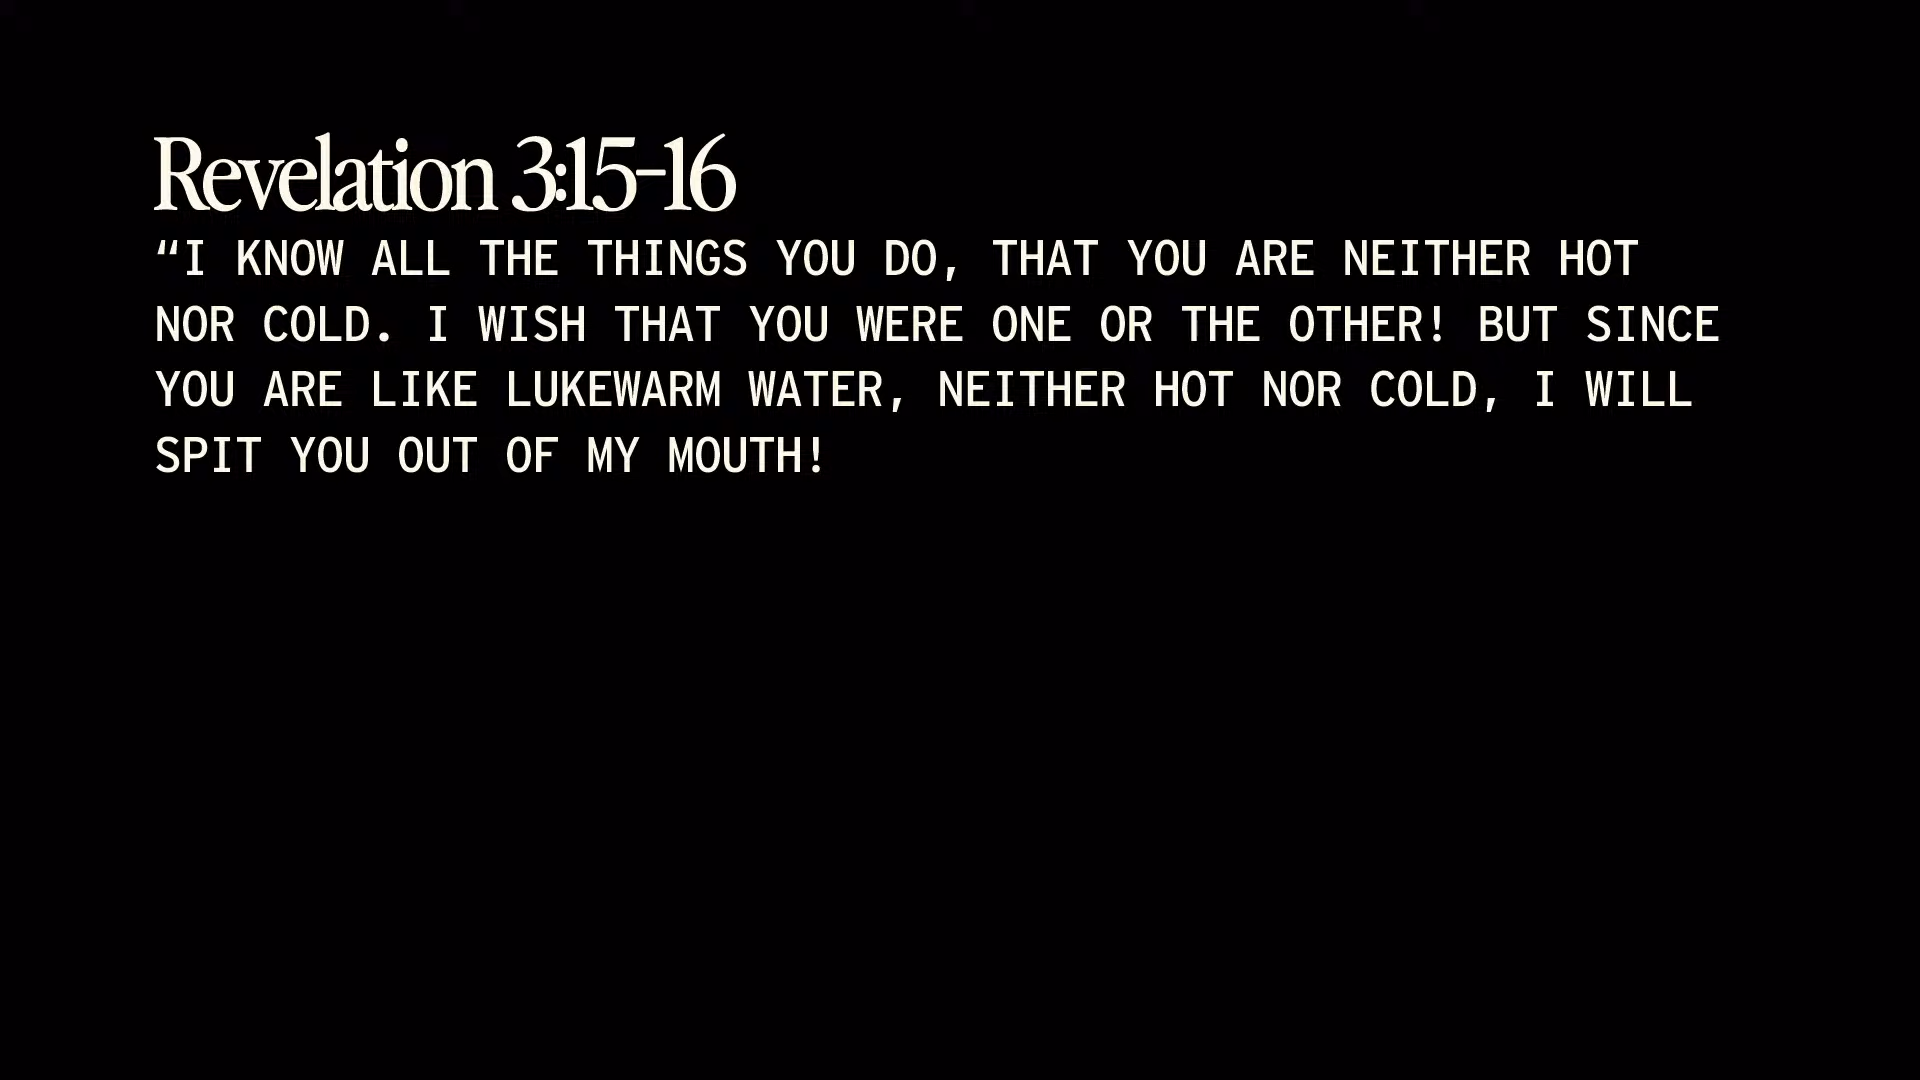 Revelation 3:15-16
“I KNOW ALL THE THINGS YOU DO, THAT YOU ARE NEITHER HOT
NOR COLD. I WISH THAT YOU WERE ONE OR THE OTHER! BUT SINCE
YOU ARE LIKE LUKEWARM WATER, NEITHER HOT NOR COLD, I WILL
SPIT YOU OUT OF MY MOUTH!